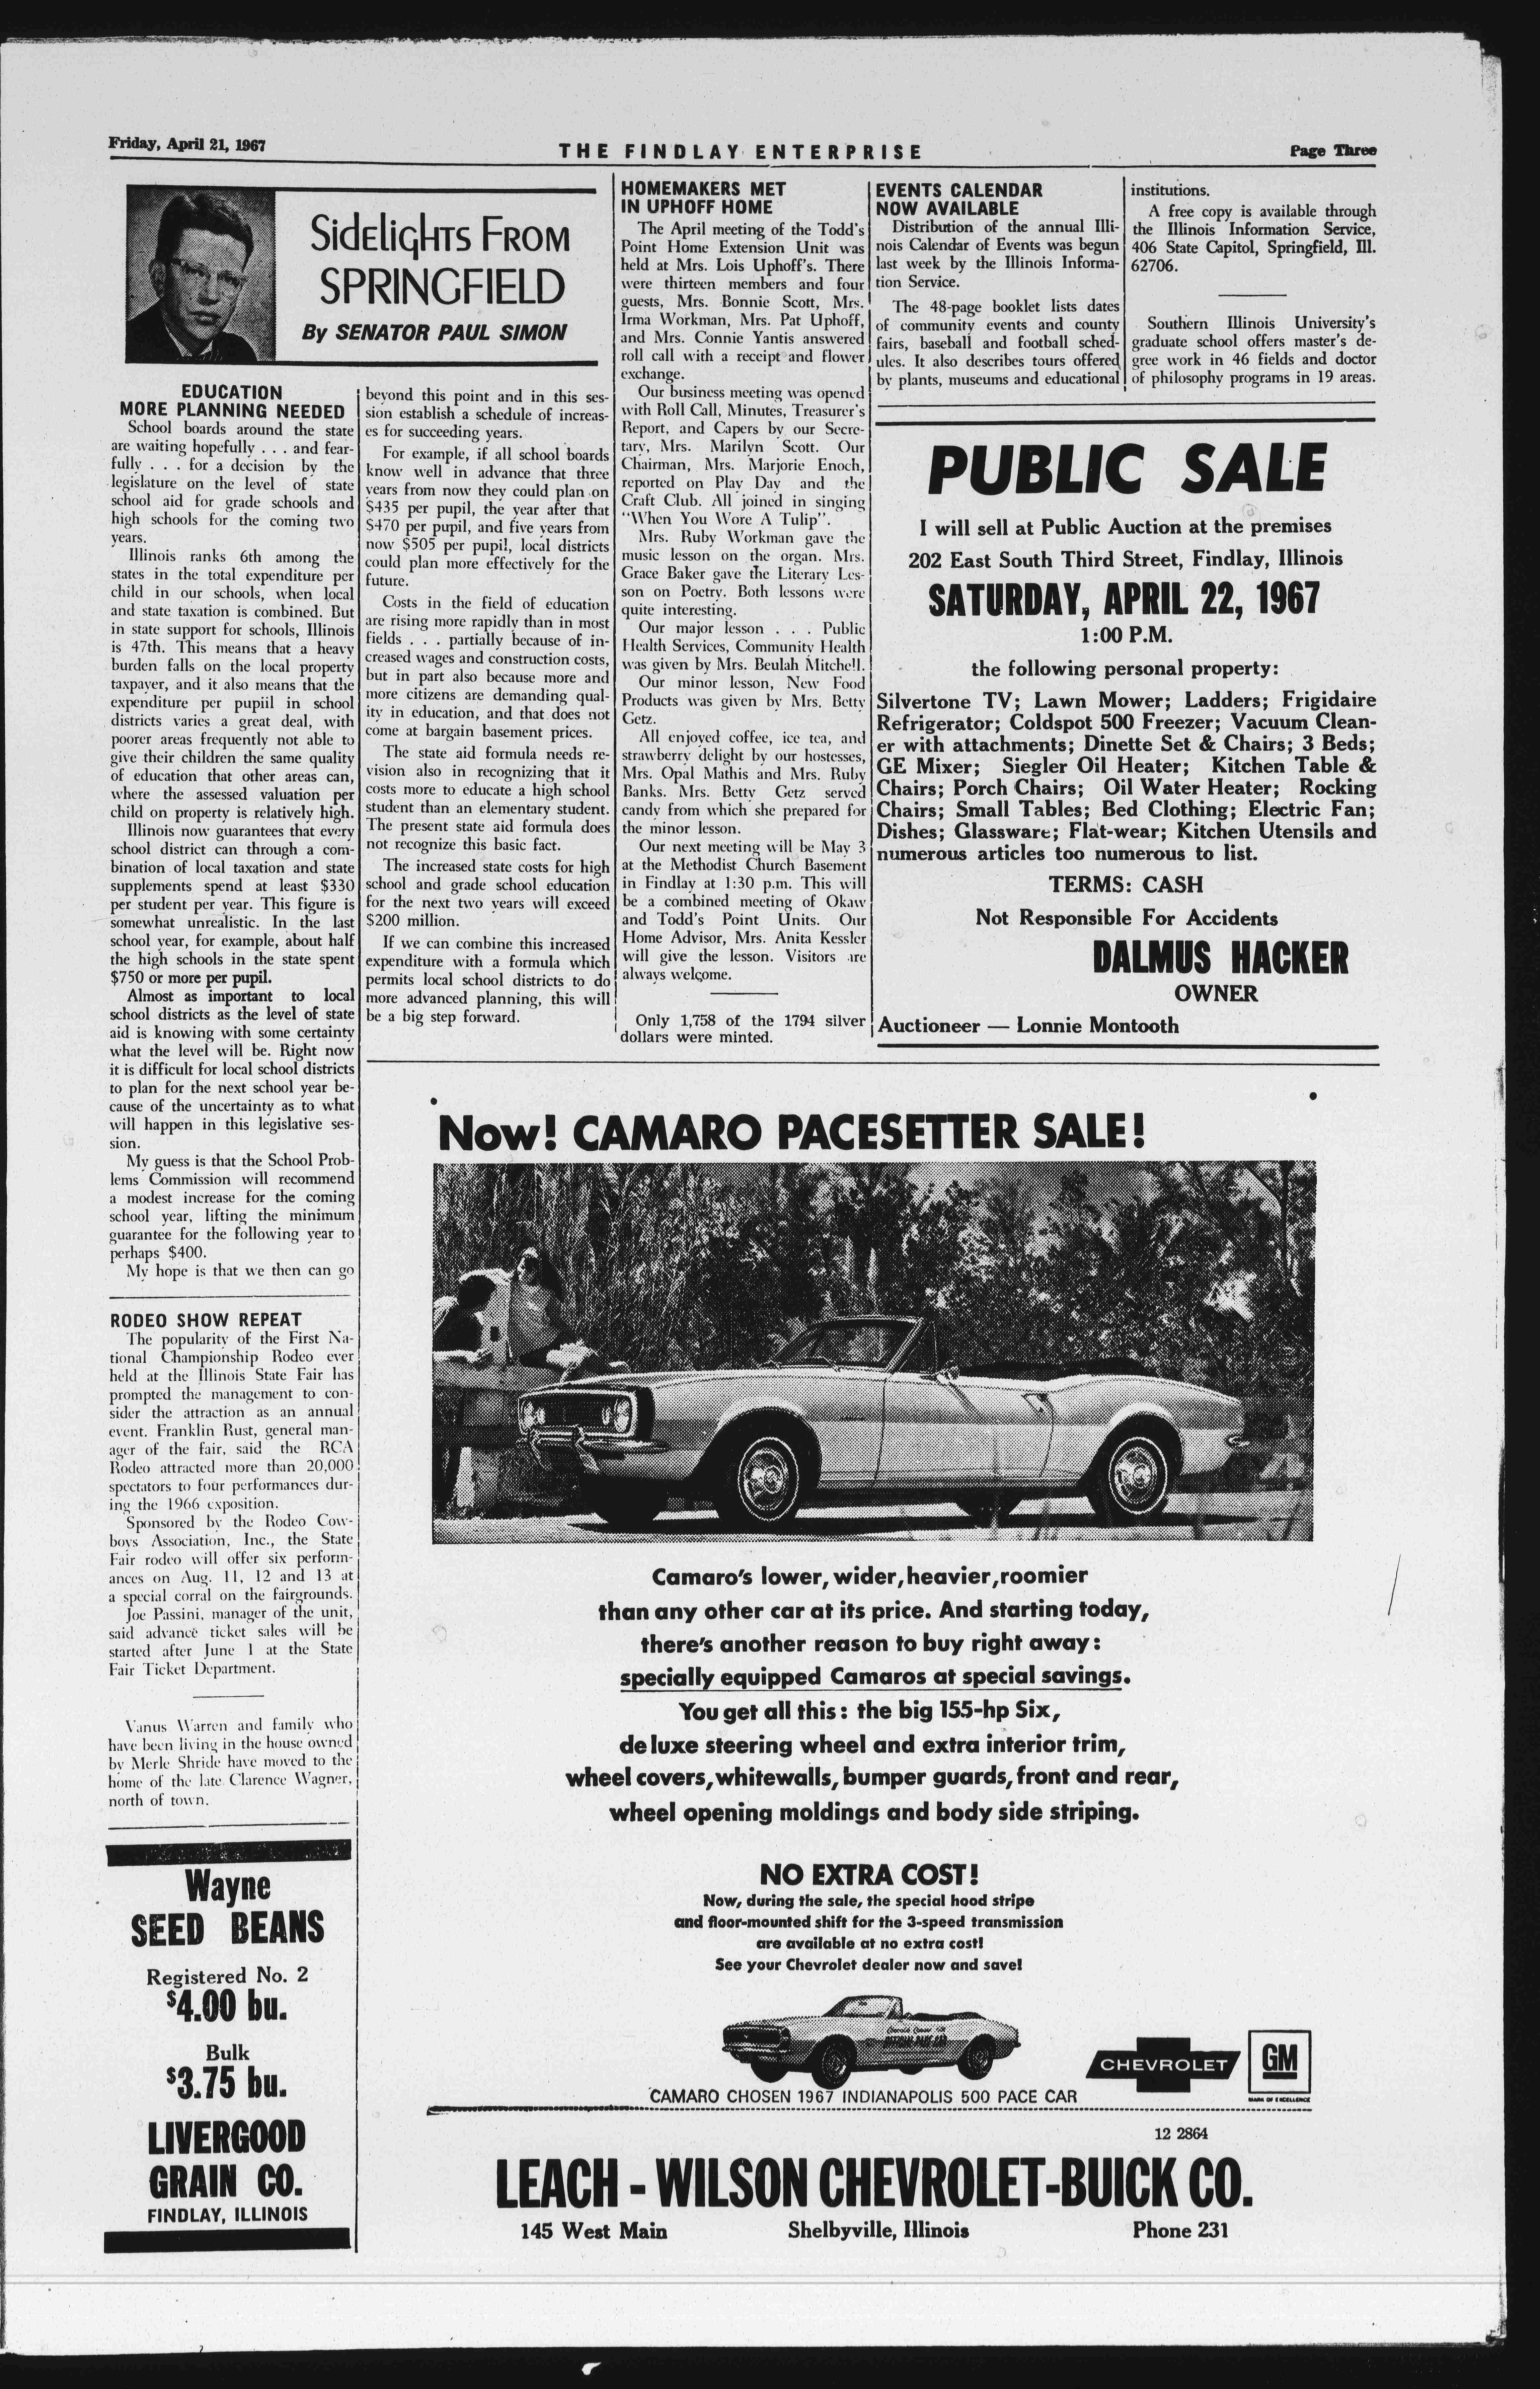 Friday, April 21, 1967
THE FINDLAY ENTERPRISE
Page Three
Sidelights From
SPRINGFIELD
By SENATOR PAUL SIMON
EDUCATION
MORE PLANNING NEEDED
School boards around the state
are waiting hopefully . . . and fear-
fully . . . for a decision by the
legislature on the level of state
school aid for grade schools and
high schools for the coming two
years.
Illinois ranks 6th among the
states in the total expenditure per
child in our schools, when local
and state taxation is combined. But
in state support for schools, Illinois
is 47th. This means that a heavy
burden falls on the local property
taxpayer, and it also means that the
expenditure per pupiil in school
districts varies a great deal, with
poorer areas frequently not able to
give their children the same quality
of education that other areas can,
where the assessed valuation per
child on property is relatively high.
Illinois now guarantees that every
school district can through a com-
bination of local taxation and state
supplements spend at least $330
per student per year. This figure is
somewhat unrealistic. In the last
school year, for example, about half
the high schools in the state spent
$750 or more per pupil.
Almost as important to local
school districts as the level of state
aid is knowing with some certainty
what the level will be. Right now
it is difficult for local school districts
to plan for the next school year be-
cause of the uncertainty as to what
will happen in this legislative ses-
sion.
My guess is that the School Prob-
lems Commission will recommend
a modest increase for the coming
school year, lifting the minimum
guarantee for the following year to
perhaps $400.
My hope is that we then can go
beyond this point and in this ses-
sion establish a schedule of increas-
es for succeeding years.
For example, if all school boards
know well in advance that three
years from now they could plan on
$435 per pupil, the year after that
$470 per pupil, and five years from
now $505 per pupil, local districts
could plan more effectively for the
future.
Costs in the field of education
are rising more rapidly than in most
fields . . . partially because of in-
creased wages and construction costs,
but in part also because more and
more citizens are demanding qual-
ity in education, and that does not
come at bargain basement prices.
The state aid formula needs re-
vision also in recognizing that it
costs more to educate a high school
student than an elementary student.
The present state aid formula does
not recognize this basic fact.
The increased state costs for high
school and grade school education
for the next two years will exceed
$200 million.
If we can combine this increased
expenditure with a formula which
permits local school districts to do
more advanced planning, this will
be a big step forward.
RODEO SHOW REPEAT
The popularity of the First Na-
tional Championship Rodeo ever
held at the Illinois State Fair has
prompted the management to con-
sider the attraction as an annual
event. Franklin Rust, general man-
ager of the fair, said the RCA
Rodeo attracted more than 20,000
spectators to four performances dur-
ing the 1966 exposition.
Sponsored by the Rodeo Cow-
boys Association, Inc., the State
Fair rodeo will offer six perform-
ances on Aug. 11, 12 and 13 at
a special corral on the fairgrounds.
Joe Passini, manager of the unit,
said advance ticket sales will be
started after June 1 at the State
Fair Ticket Department.
Vanus Warren and family who
have been living in the house owned
by Merle Shride have moved to the
home of the late Clarence Wagner,
north of town.
Wayne
SEED BEANS
Registered No. 2
$4.00 bu.
Bulk
$3.75 bu.
LIVERGOOD
GRAIN CO.
FINDLAY, ILLINOIS
HOMEMAKERS MET
IN UPHOFF HOME
The April meeting of the Todd's
Point Home Extension Unit was
held at Mrs. Lois Uphoff's. There
were thirteen members and four
guests, Mrs. Bonnie Scott, Mrs.
Irma Workman, Mrs. Pat Uphoff,
and Mrs. Connie Yantis answered
roll call with a receipt and flower
exchange.
Our business meeting was opened
with Roll Call, Minutes, Treasurer's
Report, and Capers by our Secre-
tary, Mrs. Marilyn Scott. Our
Chairman, Mrs. Marjorie Enoch,
reported on Play Day and the
Craft Club. All joined in singing
"When You Wore A Tulip".
Mrs. Ruby Workman gave the
music lesson on the organ. Mrs.
Grace Baker gave the Literary Les-
son on Poetry. Both lessons were
quite interesting.
Our major lesson . . . Public
Health Services, Community Health
was given by Mrs. Beulah Mitchell.
Our minor lesson, New Food
Products was given by Mrs. Betty
Getz.
All enjoyed coffee, ice tea, and
strawberry delight by our hostesses,
Mrs. Opal Mathis and Mrs. Ruby
Banks. Mrs. Betty Getz served
candy from which she prepared for
the minor lesson.
Our next meeting will be May 3
at the Methodist Church Basement
in Findlay at 1:30 p.m. This will
be a combined meeting of Okaw
and Todd's Point Units. Our
Home Advisor, Mrs. Anita Kessler
will give the lesson. Visitors are
always welcome.
Only 1,758 of the 1794 silver
dollars were minted.
EVENTS CALENDAR
NOW AVAILABLE
Distribution of the annual Illi-
nois Calendar of Events was begun
last week by the Illinois Informa-
tion Service.
The 48-page booklet lists dates
of community events and county
fairs, baseball and football sched-
ules. It also describes tours offered
by plants, museums and educational
institutions.
A free copy is available through
the Illinois Information Service,
406 State Capitol, Springfield, Ill.
62706.
Southern Illinois University's
graduate school offers master's de-
gree work in 46 fields and doctor
of philosophy programs in 19 areas.
PUBLIC SALE
I will sell at Public Auction at the premises
202 East South Third Street, Findlay, Illinois
SATURDAY, APRIL 22, 1967
1:00 P.M.
the following personal property:
Silvertone TV; Lawn Mower; Ladders; Frigidaire
Refrigerator; Coldspot 500 Freezer; Vacuum Clean-
er with attachments; Dinette Set & Chairs; 3 Beds;
GE Mixer; Siegler Oil Heater; Kitchen Table &
Chairs; Porch Chairs; Oil Water Heater; Rocking
Chairs; Small Tables; Bed Clothing; Electric Fan;
Dishes; Glassware; Flat-wear; Kitchen Utensils and
numerous articles too numerous to list.
TERMS: CASH
Not Responsible For Accidents
DALMUS HACKER
OWNER
Auctioneer — Lonnie Montooth
Now! CAMARO PACESETTER SALE!
Camaro's lower, wider, heavier, roomier
than any other car at its price. And starting today,
there's another reason to buy right away:
specially equipped Camaros at special savings.
You get all this: the big 155-hp Six,
de luxe steering wheel and extra interior trim,
wheel covers, whitewalls, bumper guards, front and rear,
wheel opening moldings and body side striping.
NO EXTRA COST!
Now, during the sale, the special hood stripe
and floor-mounted shift for the 3-speed transmission
are available at no extra cost!
See your Chevrolet dealer now and save!
CAMARO CHOSEN 1967 INDIANAPOLIS 500 PACE CAR
CHEVROLET
GM
MARK OF EXCELLENCE
12 2864
LEACH - WILSON CHEVROLET-BUICK CO.
145 West Main
Shelbyville, Illinois
Phone 231